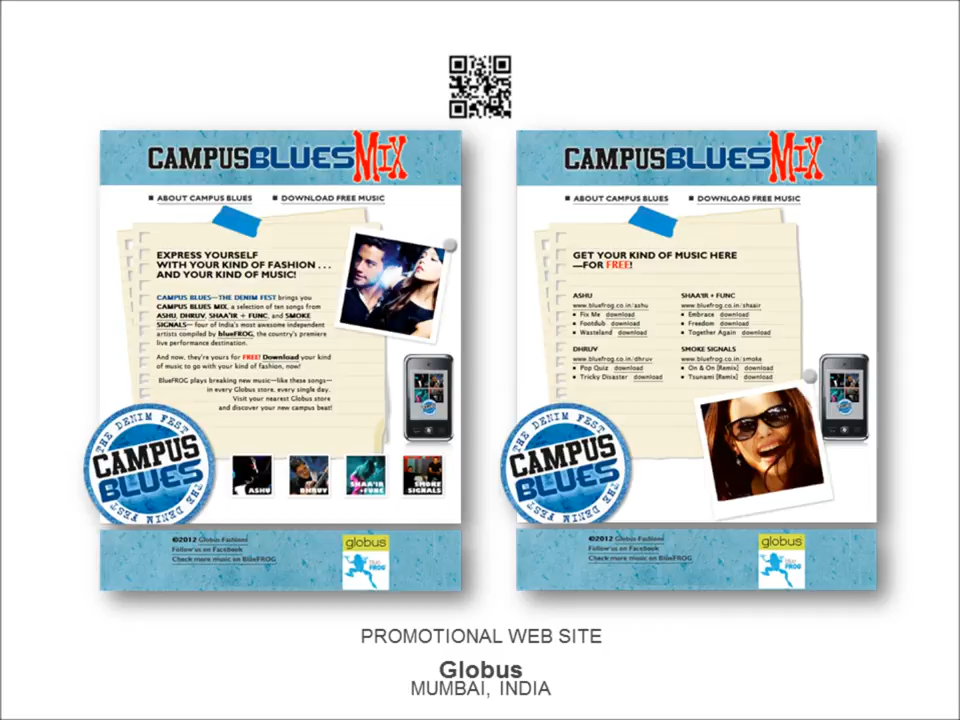 CAMPUSBLUESMIX
ABOUT CAMPUS BLUES
DOWNLOAD FREE MUSIC
EXPRESS YOURSELF
WITH YOUR KIND OF FASHION . . .
AND YOUR KIND OF MUSIC!
CAMPUS BLUES—THE DENIM FEST brings you
CAMPUS BLUES MIX, a selection of ten songs from
ASHU, DHRUV, SHAA'IR + FUNC, and SMOKE
SIGNALS— four of India's most awesome independent
artists compiled by blueFROG, the country's premiere
live performance destination.
And now, they're yours for FREE! Download your kind
of music to go with your kind of fashion, now!
BlueFROG plays breaking new music—like these songs—
in every Globus store, every single day.
Visit your nearest Globus store
and discover your new campus beat!
THE DENIM FEST
CAMPUS
BLUES
THE DENIM FEST
ASHU
DHRUV
SHAA'IR
+FUNC
SMOKE
SIGNALS
©2012 Globus Fashions
Follow us on Facebook
Check more music on BlueFROG
globus
blue
FROG
CAMPUSBLUESMIX
ABOUT CAMPUS BLUES
DOWNLOAD FREE MUSIC
GET YOUR KIND OF MUSIC HERE
—FOR FREE!
ASHU
www.bluefrog.co.in/ashu
Fix Me download
Footdub download
Wasteland download
SHAA'IR + FUNC
www.bluefrog.co.in/shaair
Embrace download
Freedom download
Together Again download
DHRUV
www.bluefrog.co.in/dhruv
Pop Quiz download
Tricky Disaster download
SMOKE SIGNALS
www.bluefrog.co.in/smoke
On & On [Remix] download
Tsunami [Remix] download
THE DENIM FEST
CAMPUS
BLUES
THE DENIM FEST
©2012 Globus Fashions
Follow us on Facebook
Check more music on BlueFROG
globus
blue
FROG
PROMOTIONAL WEB SITE
Globus
MUMBAI, INDIA